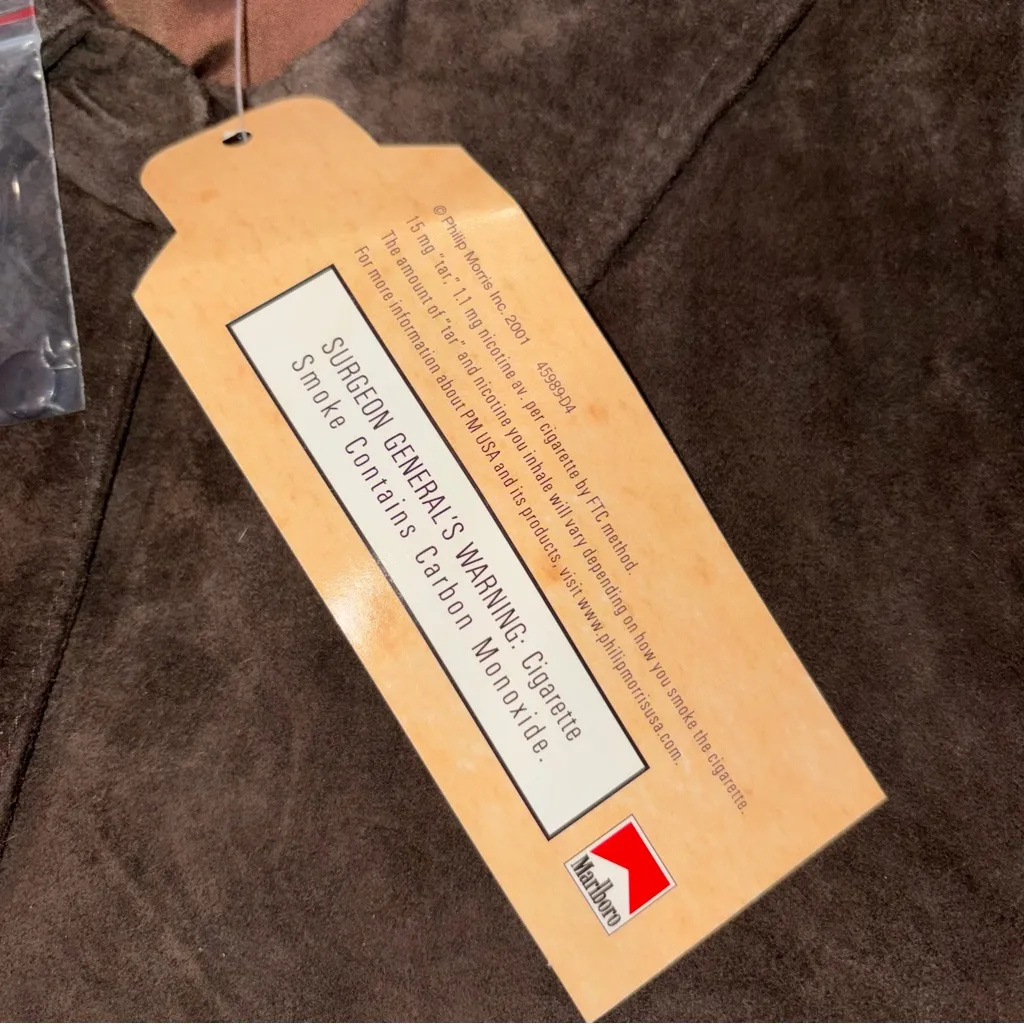 © Philip Morris Inc. 2001 45989D4
15 mg "tar," 1.1 mg nicotine av. per cigarette by FTC method.
The amount of "tar" and nicotine you inhale will vary depending on how you smoke the cigarette.
For more information about PM USA and its products, visit www.philipmorrisusa.com.
SURGEON GENERAL'S WARNING: Cigarette
Smoke Contains Carbon Monoxide.
Marlboro